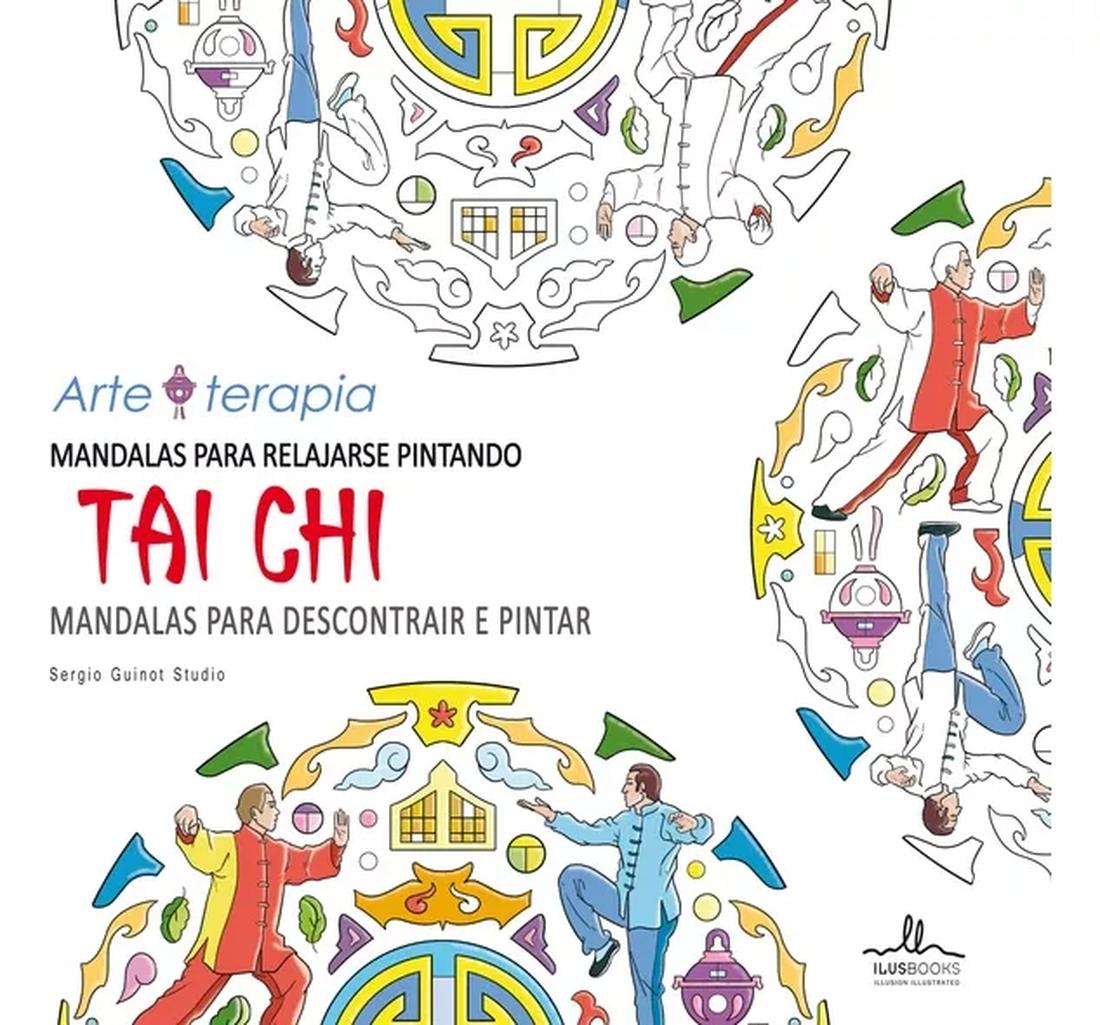 Arte terapia
MANDALAS PARA RELAJARSE PINTANDO
TAI CHI
MANDALAS PARA DESCONTRAIR E PINTAR
Sergio Guinot Studio
ILUSBOOKS
ILLUSION ILLUSTRATED